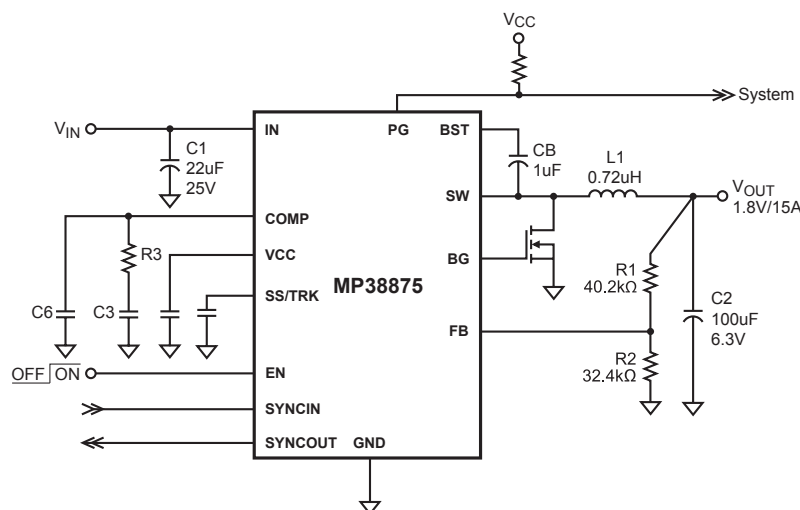 VCC
System
VIN
C1
22uF
25V
IN
PG
BST
CB
1uF
L1
0.72uH
SW
VOUT
1.8V/15A
COMP
R3
VCC
BG
MP38875
R1
40.2kΩ
SS/TRK
C6
C3
FB
C2
100uF
6.3V
R2
32.4kΩ
OFF ON
EN
SYNCIN
SYNCOUT
GND